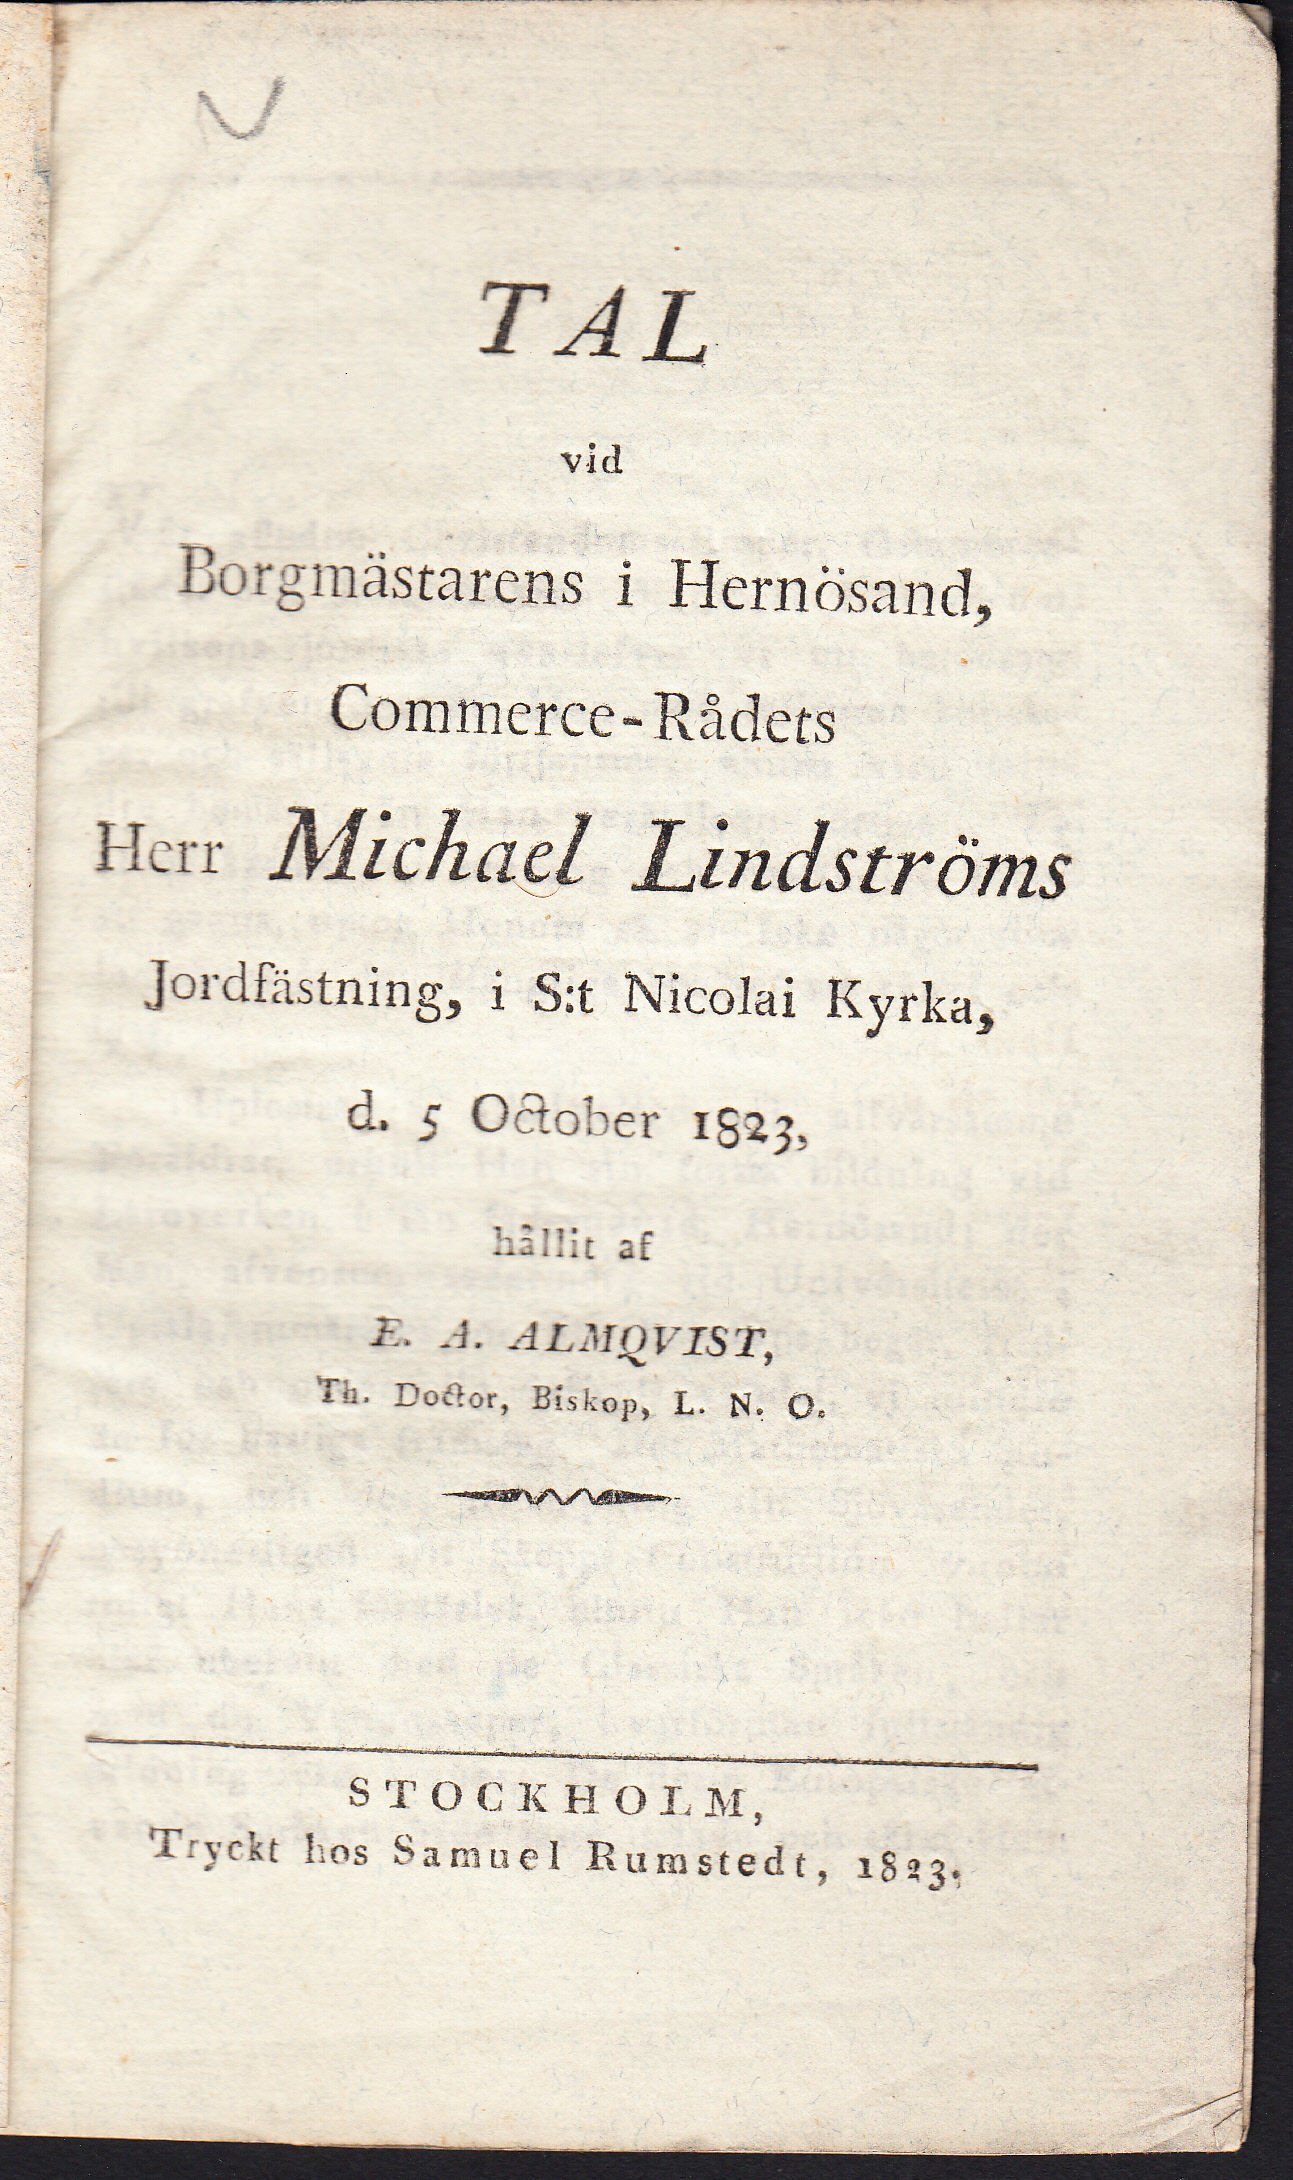 TAL
vid
Borgmästarens i Hernösand,
Commerce-Rådets
Herr Michael Lindströms
Jordfästning, i S:t Nicolai Kyrka,
d. 5 October 1823,
hållit af
E. A. ALMQVIST,
Th. Doctor, Biskop, L. N. O.
STOCKHOLM,
Tryckt hos Samuel Rumstedt, 1823.